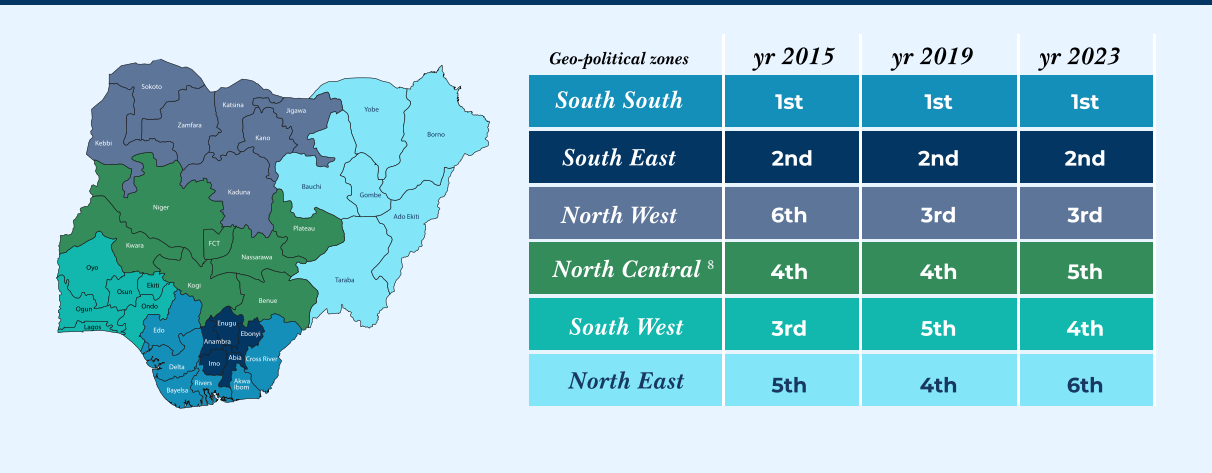 Sokoto
Katsina
Jigawa
Yobe
Zamfara
Kano
Borno
Kebbi
Kaduna
Bauchi
Gombe
Niger
Ado Ekiti
Plateau
FCT
Kwara
Nassarawa
Oyo
Taraba
Kogi
Ekiti
Osun
Benue
Ondo
Ogun
Lagos
Enugu
Edo
Ebonyi
Anambra
Abia
Cross River
Imo
Delta
Rivers
Akwa
Ibom
Bayelsa
Geo-political zones yr 2015 yr 2019 yr 2023
South South 1st 1st 1st
South East 2nd 2nd 2nd
North West 6th 3rd 3rd
North Central 8 4th 4th 5th
South West 3rd 5th 4th
North East 5th 4th 6th